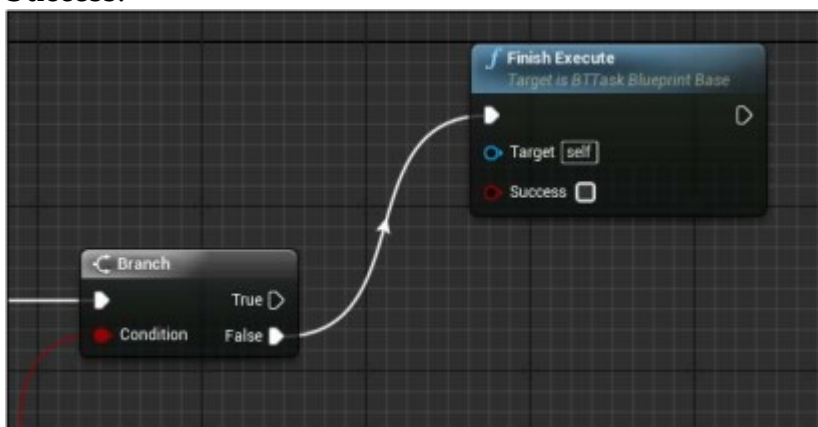 Success.
Finish Execute
Target is BTTask Blueprint Base
Target self
Success
Branch
True
Condition False